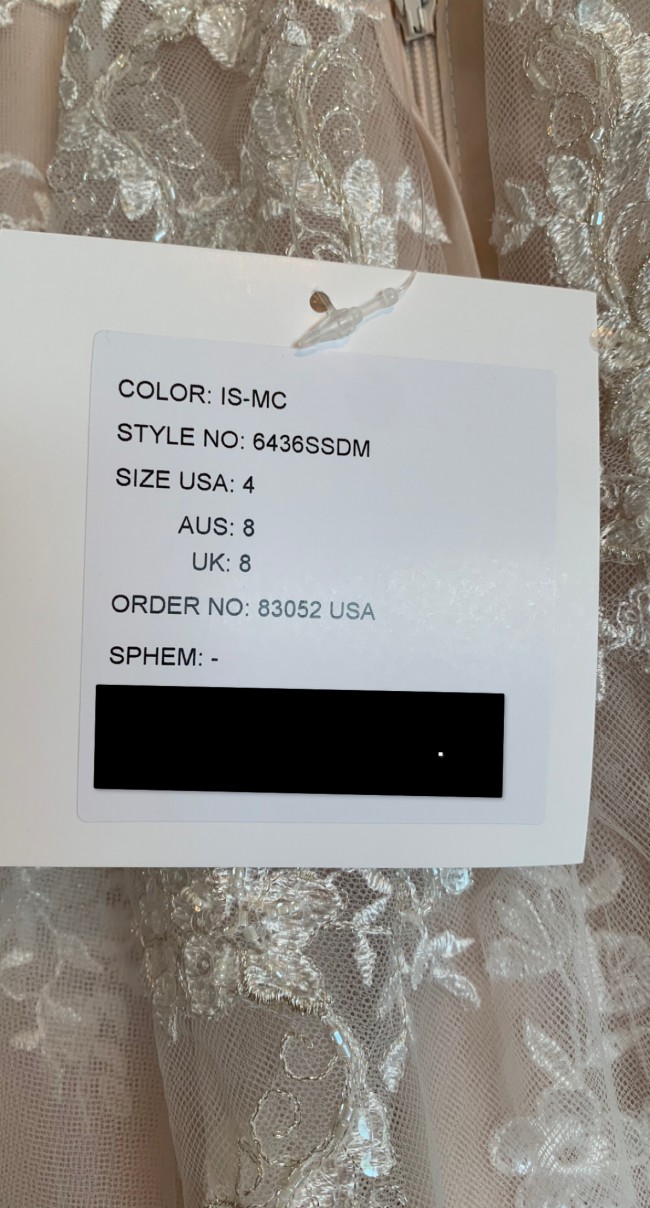 COLOR: IS-MC
STYLE NO: 6436SSDM
SIZE USA: 4
AUS: 8
UK: 8
ORDER NO: 83052 USA
SPHEM: -